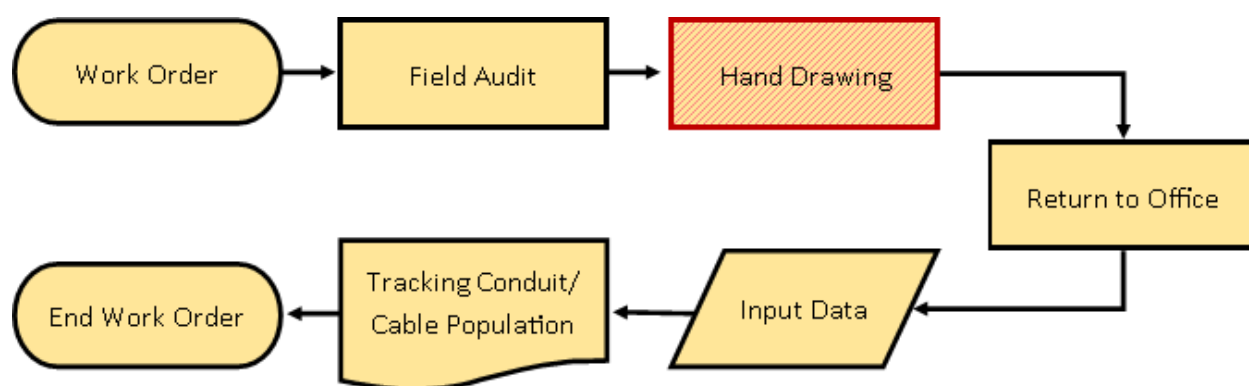 Work Order
Field Audit
Hand Drawing
Return to Office
Input Data
Tracking Conduit/
Cable Population
End Work Order